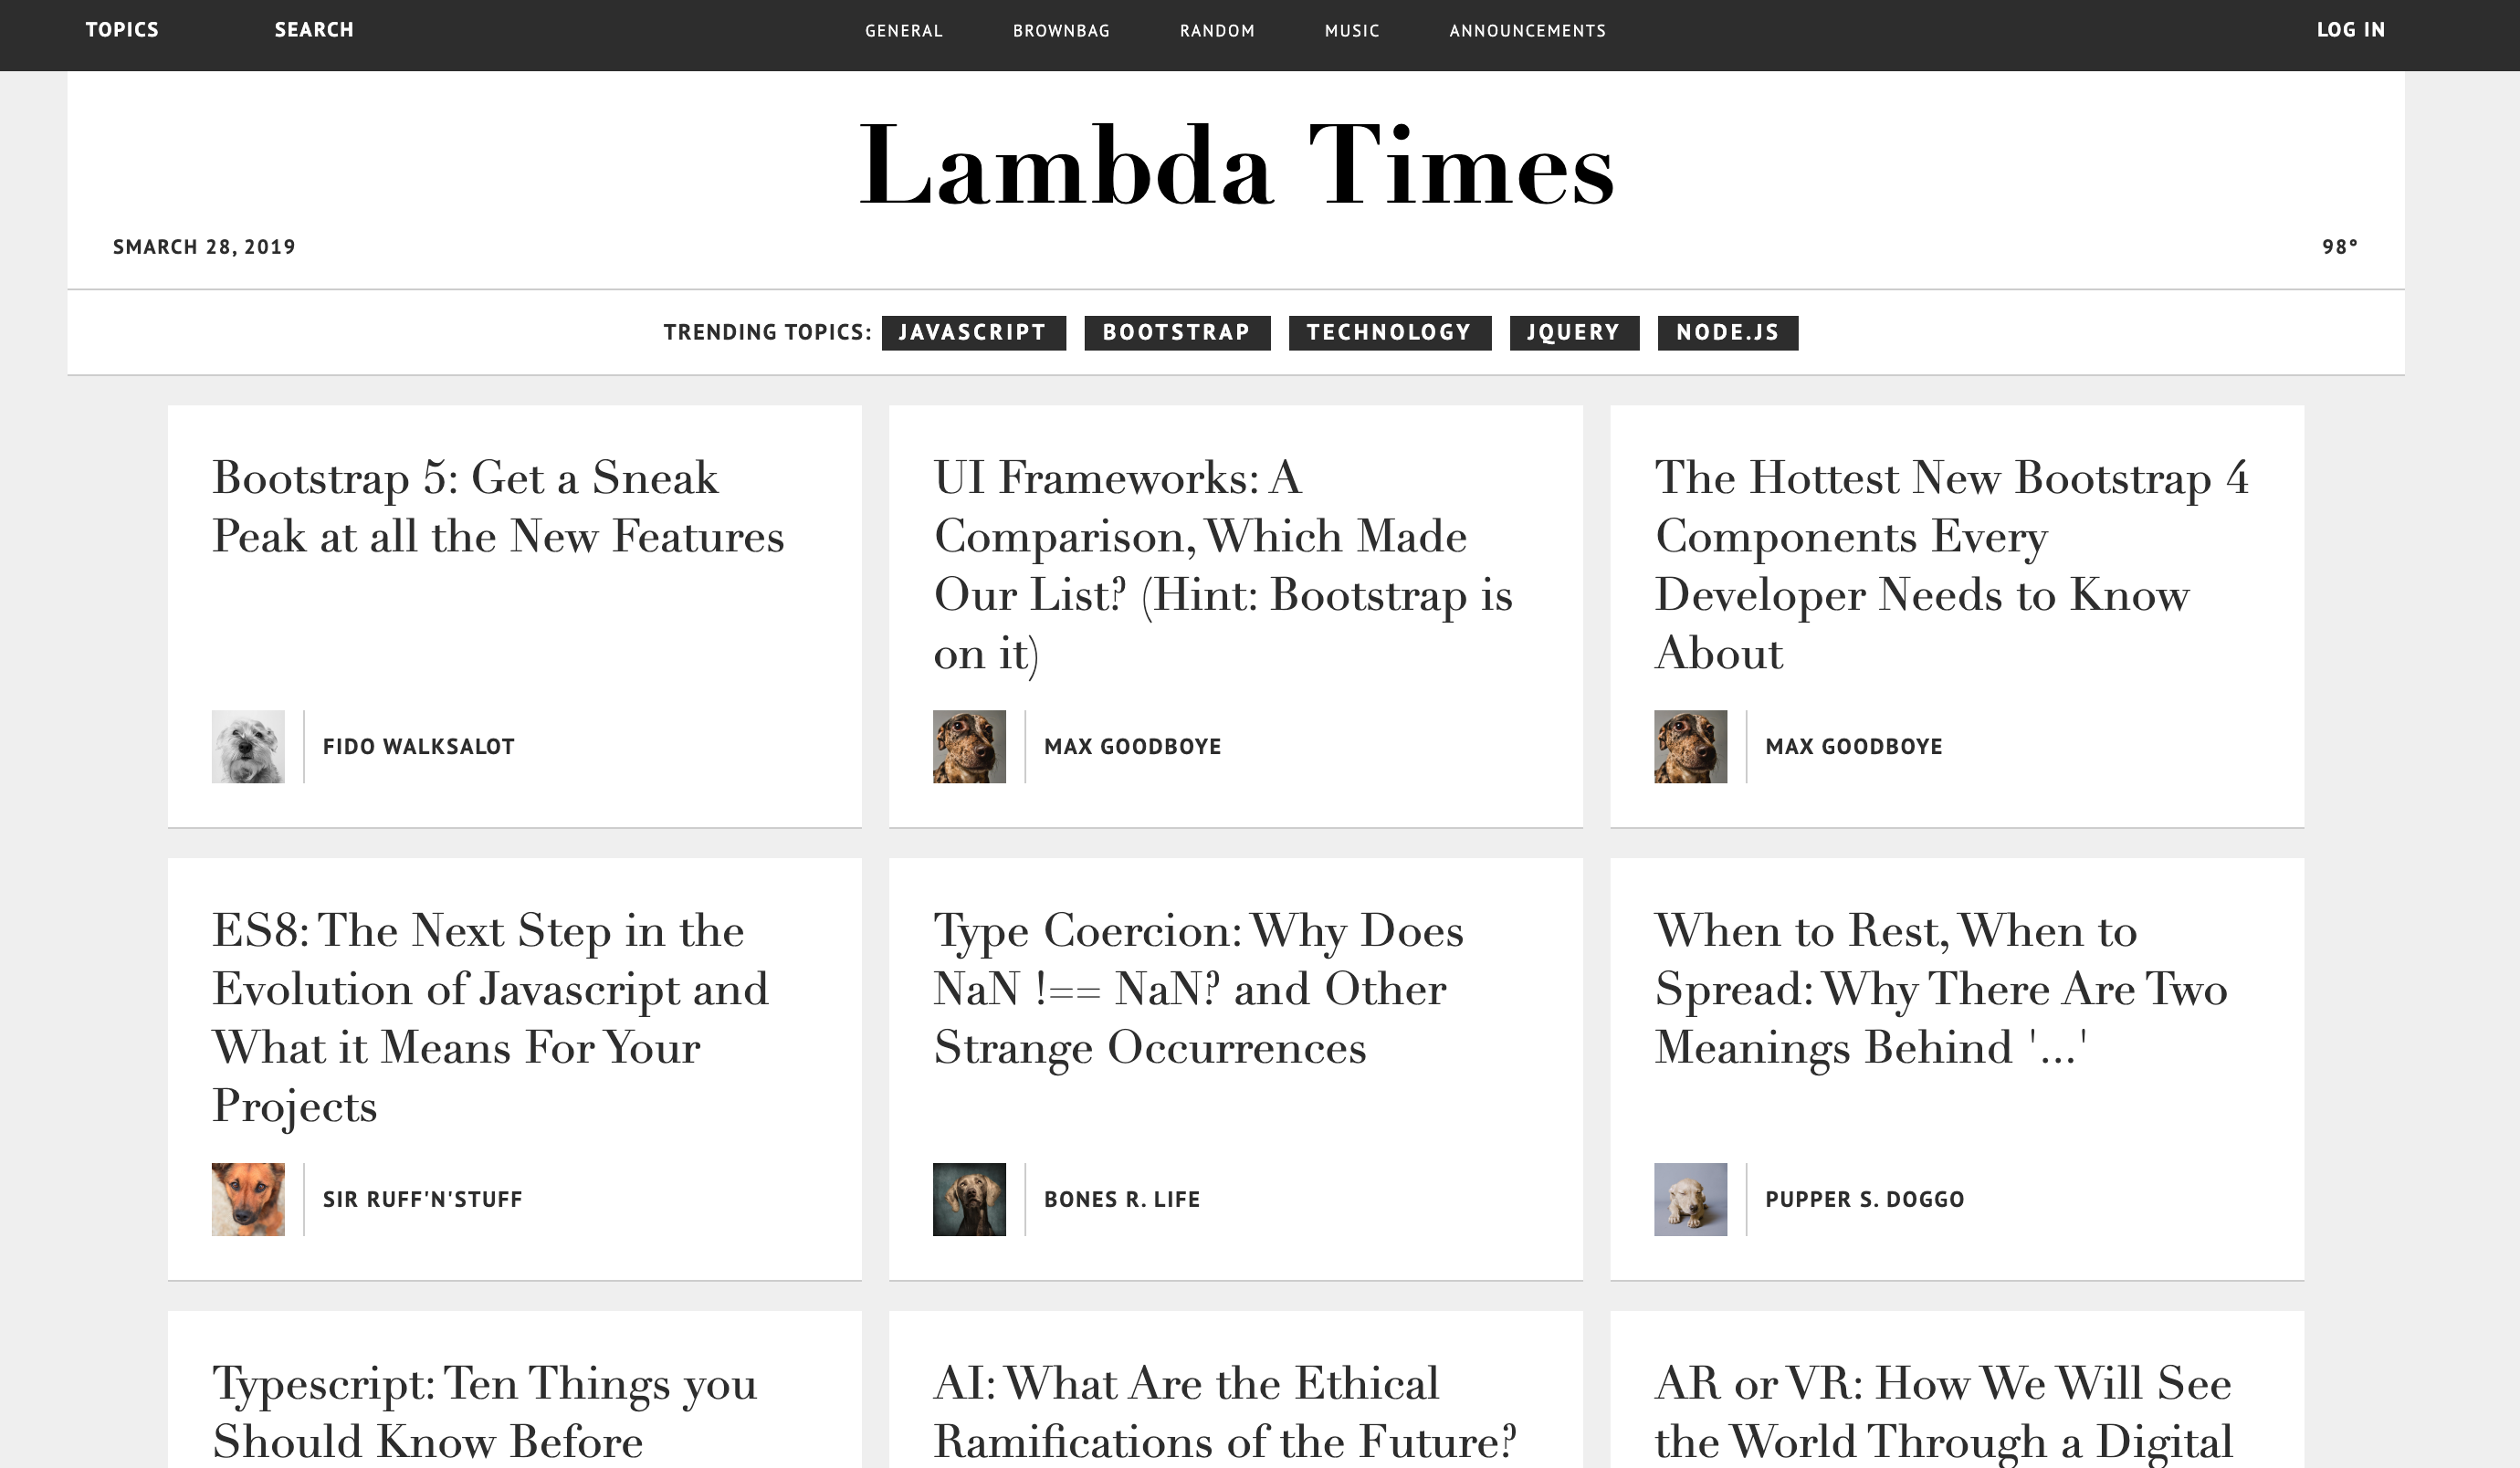 TOPICS SEARCH GENERAL BROWNBAG RANDOM MUSIC ANNOUNCEMENTS LOG IN
Lambda Times
SMARCH 28, 2019 98°
TRENDING TOPICS: JAVASCRIPT BOOTSTRAP TECHNOLOGY JQUERY NODE.JS
Bootstrap 5: Get a Sneak
Peak at all the New Features
FIDO WALKSALOT
UI Frameworks: A
Comparison, Which Made
Our List? (Hint: Bootstrap is
on it)
MAX GOODBOYE
The Hottest New Bootstrap 4
Components Every
Developer Needs to Know
About
MAX GOODBOYE
ES8: The Next Step in the
Evolution of Javascript and
What it Means For Your
Projects
SIR RUFF'N'STUFF
Type Coercion: Why Does
NaN !== NaN? and Other
Strange Occurrences
BONES R. LIFE
When to Rest, When to
Spread: Why There Are Two
Meanings Behind '...'
PUPPER S. DOGGO
Typescript: Ten Things you
Should Know Before
AI: What Are the Ethical
Ramifications of the Future?
AR or VR: How We Will See
the World Through a Digital